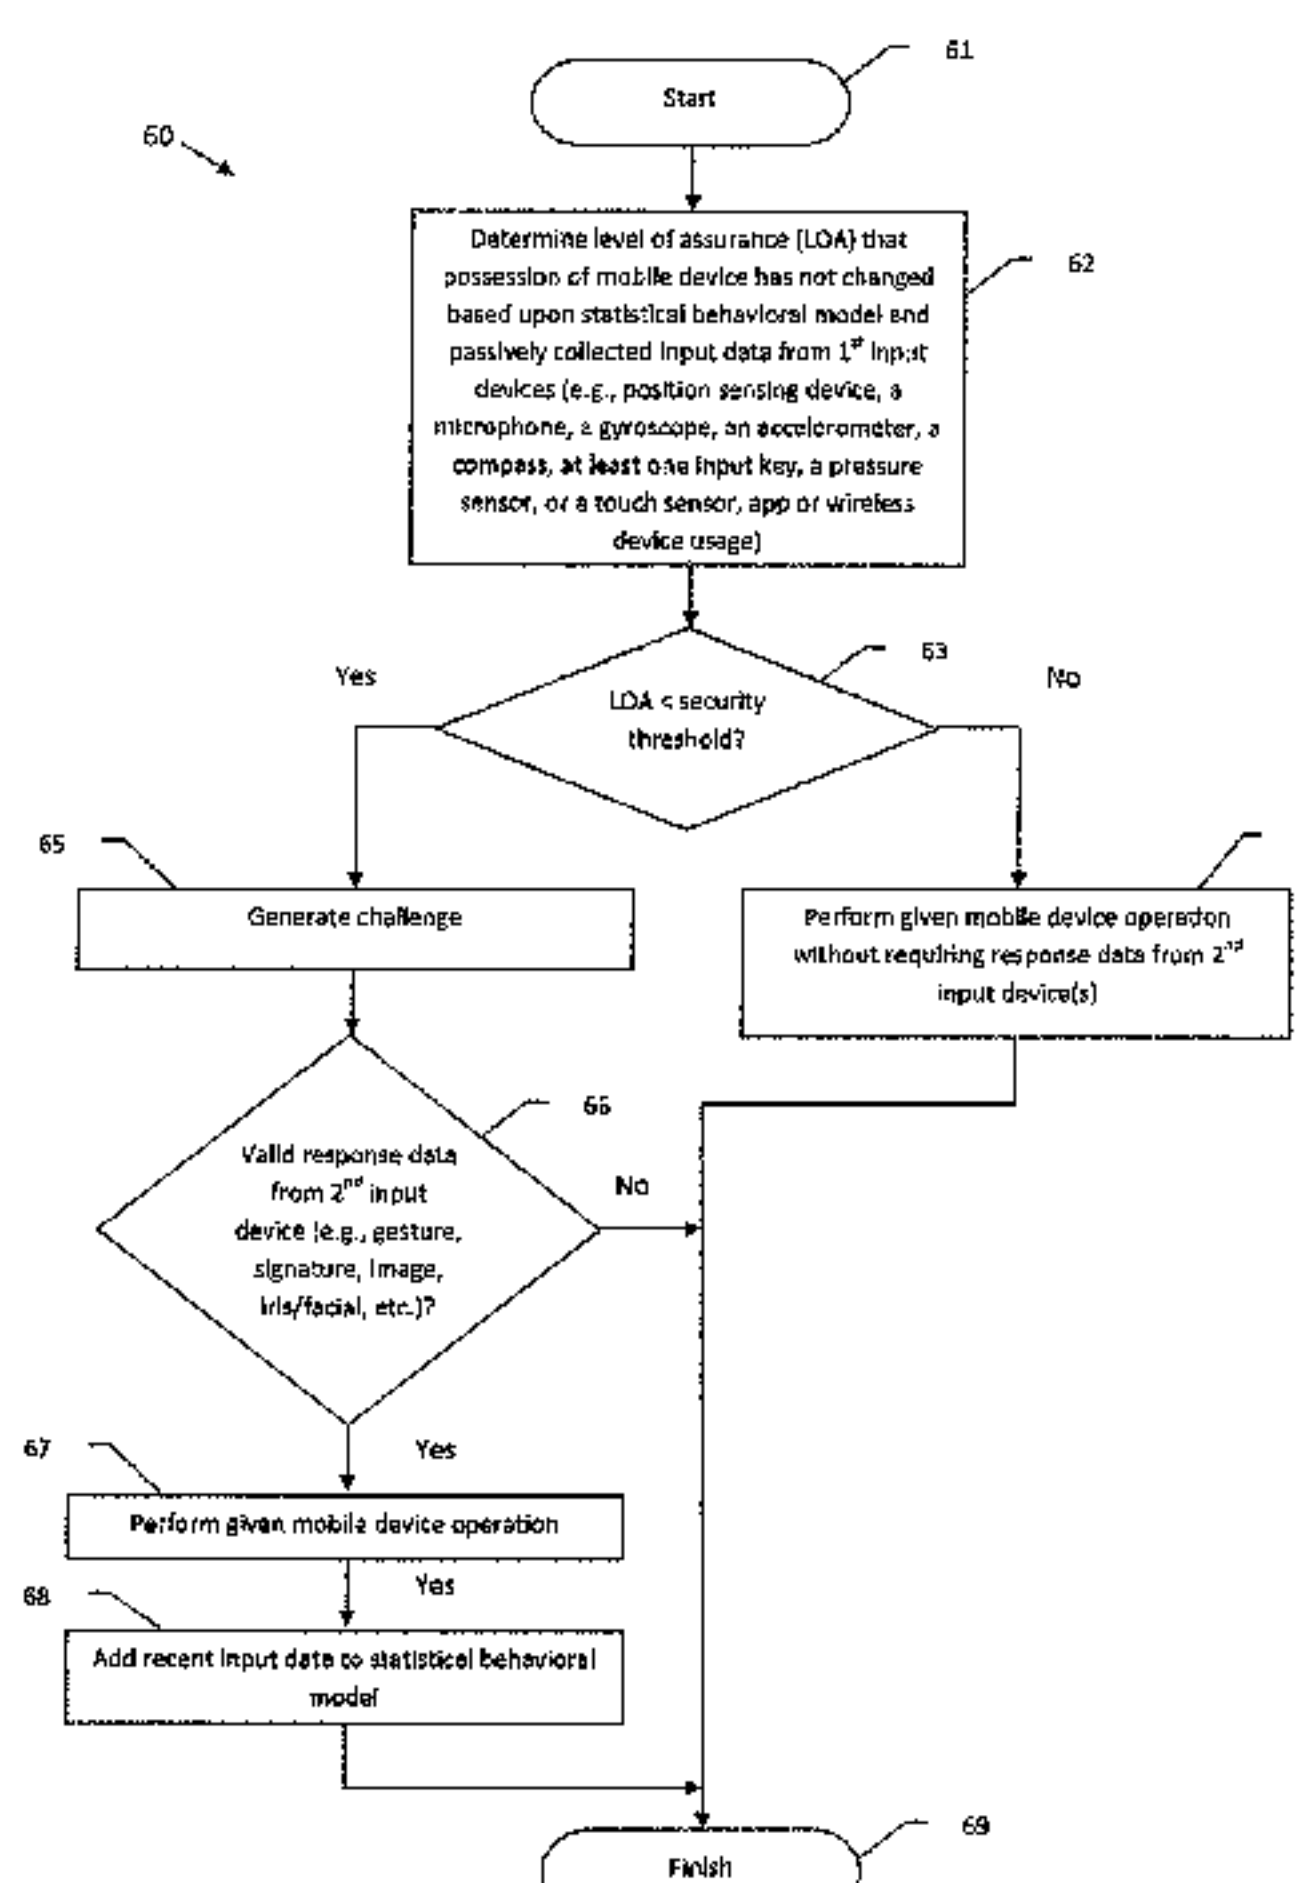 61
Start
60
Determine level of assurance (LOA) that
possession of mobile device has not changed
based upon statistical behavioral model and
passively collected input data from 1st input
devices (e.g., position sensing device, a
microphone, a gyroscope, an accelerometer, a
compass, at least one input key, a pressure
sensor, or a touch sensor, app or wireless
device usage)
62
63
Yes
No
LOA < security
threshold?
65
Generate challenge
Perform given mobile device operation
without requiring response data from 2nd
input device(s)
66
Valid response data
from 2nd input
device (e.g., gesture,
signature, image,
iris/facial, etc.)?
No
67
Yes
Perform given mobile device operation
68
Yes
Add recent input data to statistical behavioral
model
69
Finish